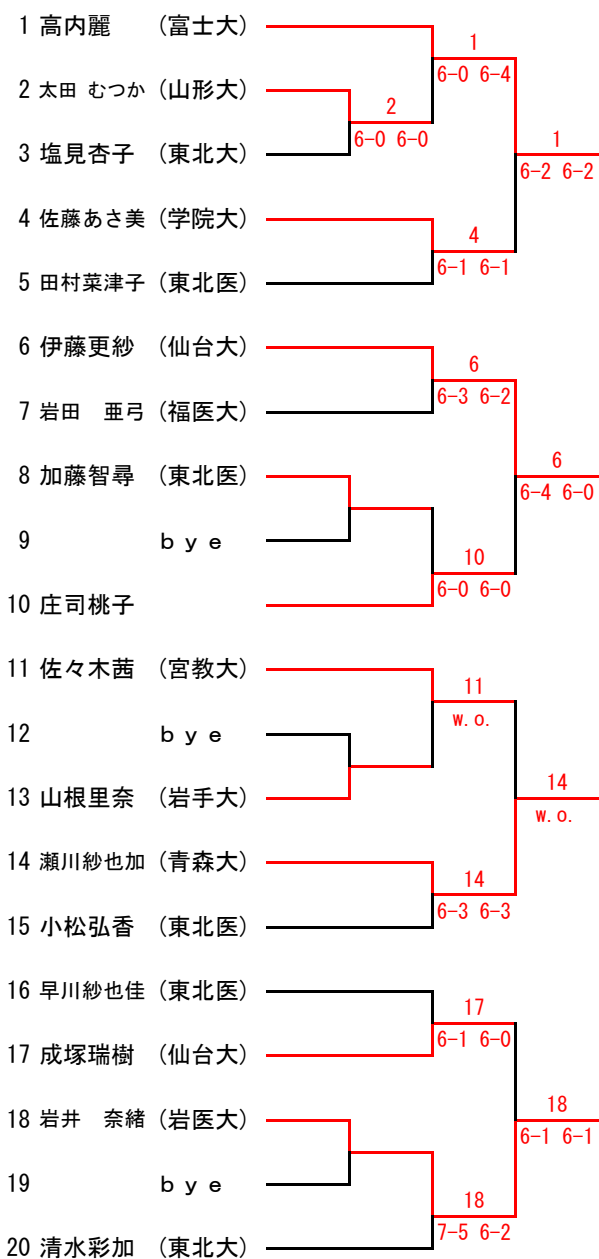 1 高内麗 (富士大)
1
6-0 6-4
2 太田 むつか (山形大)
2
6-0 6-0
1
6-2 6-2
3 塩見杏子 (東北大)
4 佐藤あさ美 (学院大)
4
6-1 6-1
5 田村菜津子 (東北医)
6 伊藤更紗 (仙台大)
6
6-3 6-2
7 岩田 亜弓 (福医大)
6
6-4 6-0
8 加藤智尋 (東北医)
9 bye
10
6-0 6-0
10 庄司桃子
11 佐々木茜 (宮教大)
11
w.o.
12 bye
14
w.o.
13 山根里奈 (岩手大)
14 瀬川紗也加 (青森大)
14
6-3 6-3
15 小松弘香 (東北医)
16 早川紗也佳 (東北医)
17
6-1 6-0
17 成塚瑞樹 (仙台大)
18 岩井 奈緒 (岩医大)
18
6-1 6-1
19 bye
18
7-5 6-2
20 清水彩加 (東北大)